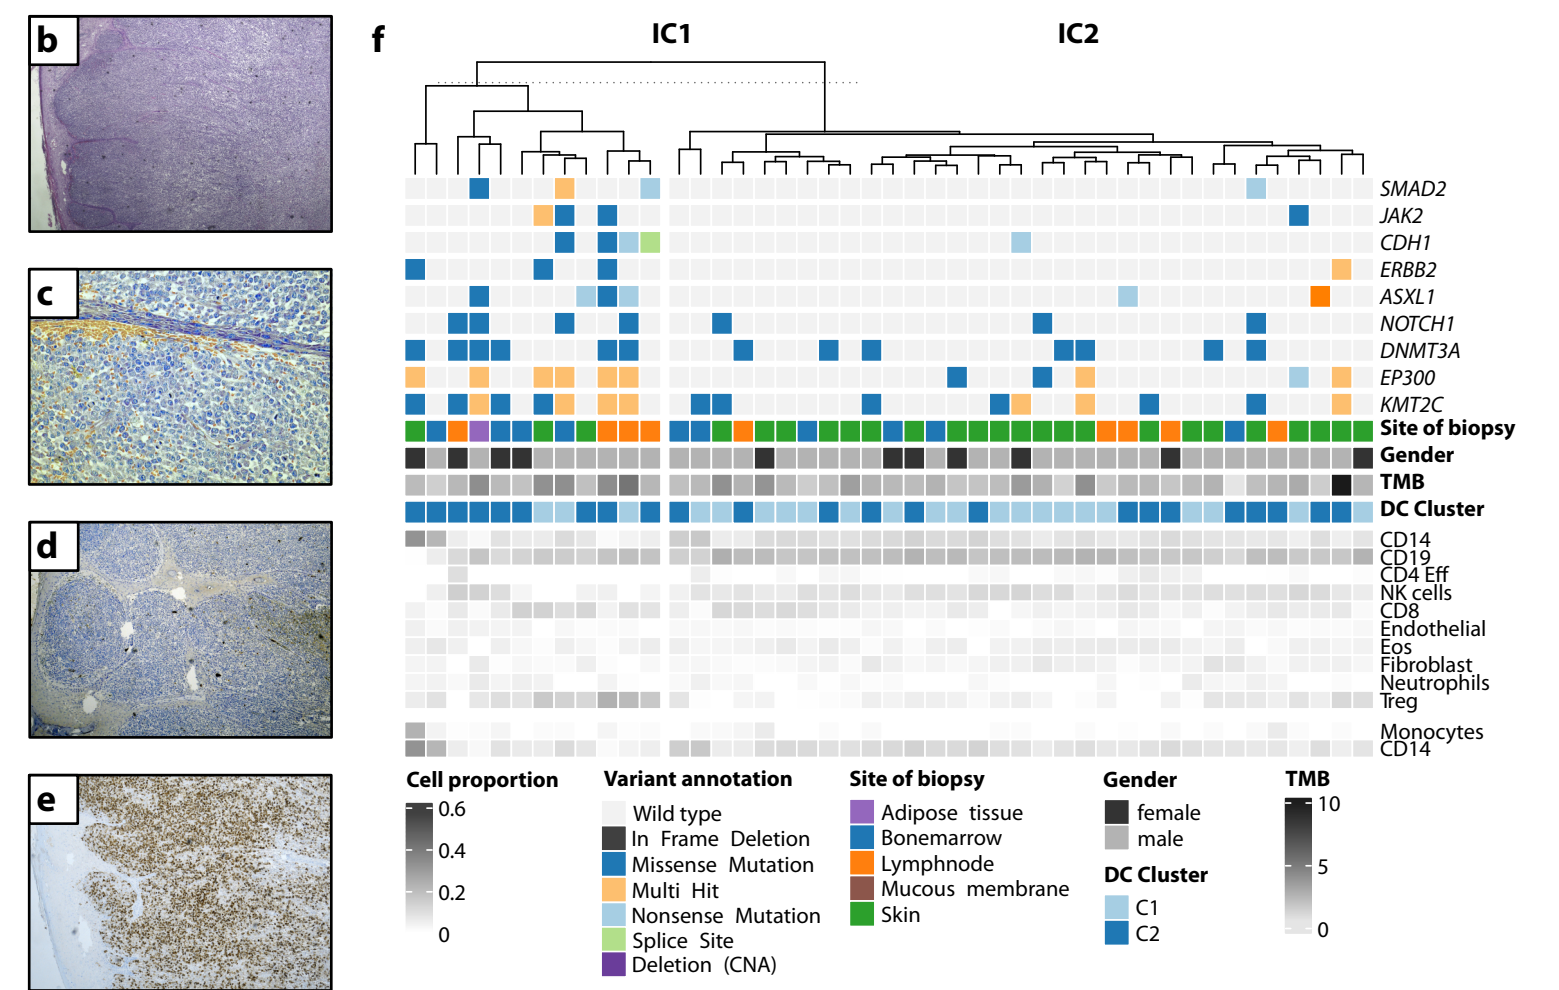 b
c
d
e
f
IC1 IC2
SMAD2
JAK2
CDH1
ERBB2
ASXL1
NOTCH1
DNMT3A
EP300
KMT2C
Site of biopsy
Gender
TMB
DC Cluster
CD14
CD19
CD4 Eff
NK cells
CD8
Endothelial
Eos
Fibroblast
Neutrophils
Treg
Monocytes
CD14
Cell proportion
0.6
0.4
0.2
0
Variant annotation
Wild type
In Frame Deletion
Missense Mutation
Multi Hit
Nonsense Mutation
Splice Site
Deletion (CNA)
Site of biopsy
Adipose tissue
Bonemarrow
Lymphnode
Mucous membrane
Skin
Gender
female
male
DC Cluster
C1
C2
TMB
10
5
0